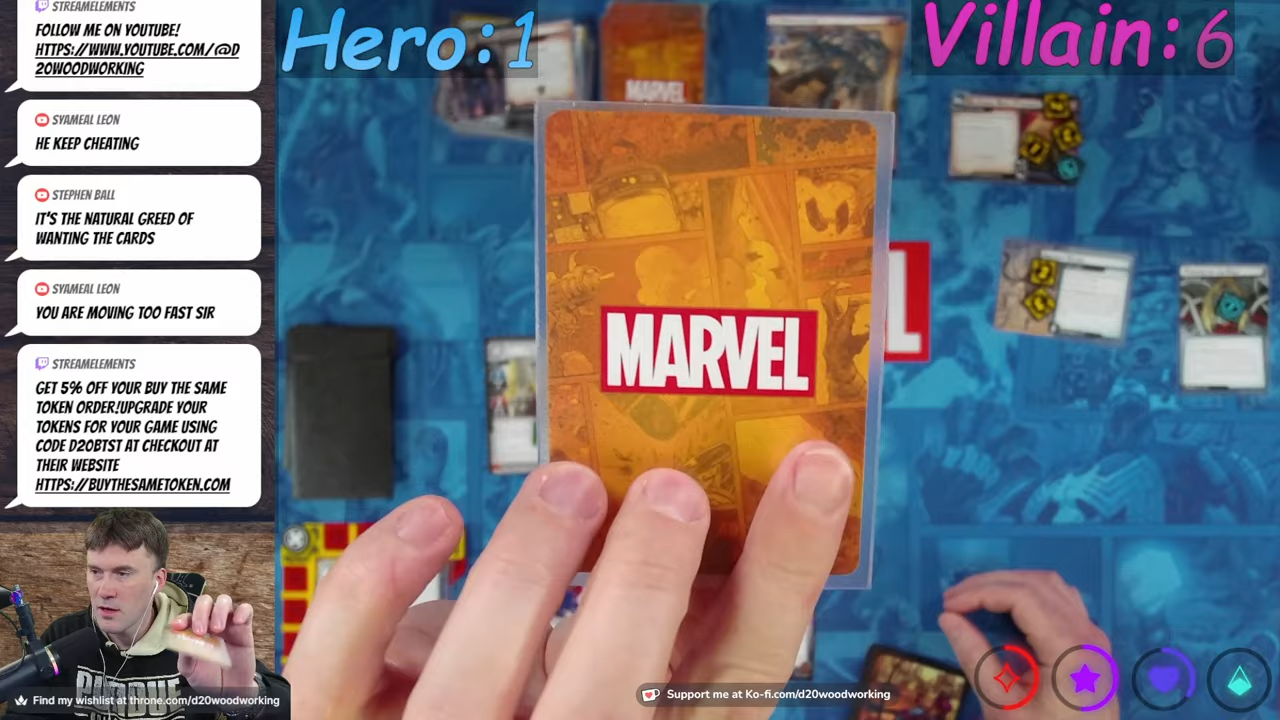 STREAMELEMENTS
FOLLOW ME ON YOUTUBE!
HTTPS://WWW.YOUTUBE.COM/@D
20WOODWORKING
SYAMEAL LEON
HE KEEP CHEATING
STEPHEN BALL
IT'S THE NATURAL GREED OF
WANTING THE CARDS
SYAMEAL LEON
YOU ARE MOVING TOO FAST SIR
STREAMELEMENTS
GET 5% OFF YOUR BUY THE SAME
TOKEN ORDER!UPGRADE YOUR
TOKENS FOR YOUR GAME USING
CODE D20BTST AT CHECKOUT AT
THEIR WEBSITE
HTTPS://BUYTHESAMETOKEN.COM
Find my wishlist at throne.com/d20woodworking
Hero:1
Villain:6
MARVEL
MARVEL
Support me at Ko-fi.com/d20woodworking